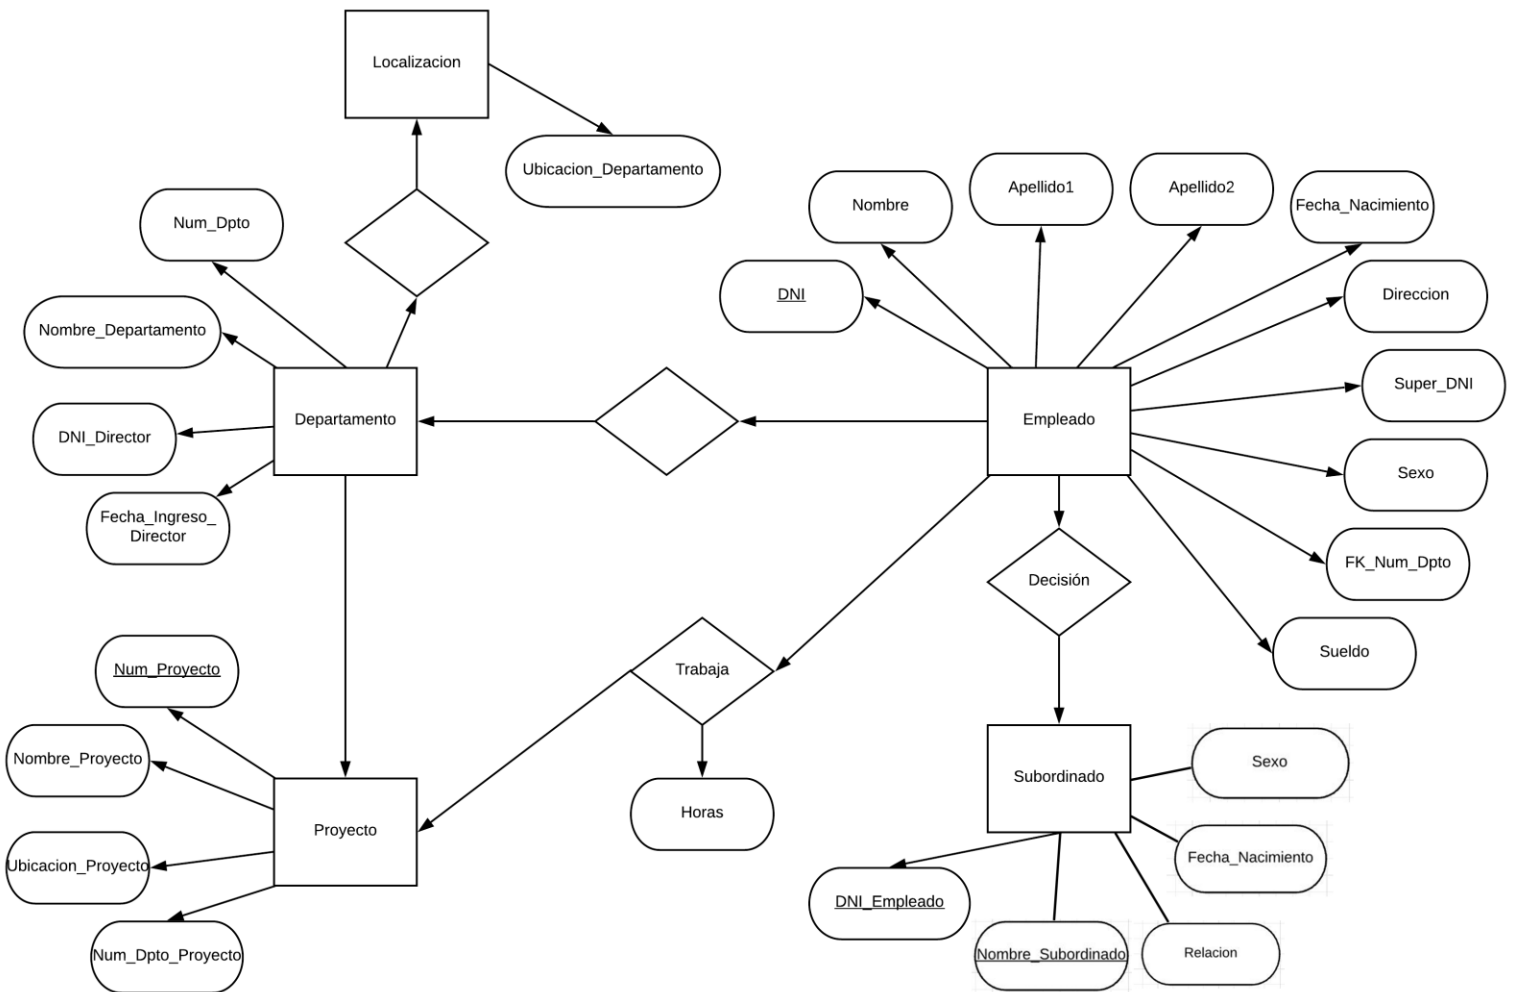 Localizacion
Ubicacion_Departamento
Num_Dpto
Nombre_Departamento
DNI_Director
Fecha_Ingreso_
Director
Departamento
Nombre
Apellido1
Apellido2
Fecha_Nacimiento
DNI
Direccion
Super_DNI
Empleado
Sexo
FK_Num_Dpto
Sueldo
Decisión
Trabaja
Horas
Num_Proyecto
Nombre_Proyecto
Proyecto
Ubicacion_Proyecto
Num_Dpto_Proyecto
Subordinado
Sexo
Fecha_Nacimiento
DNI_Empleado
Nombre_Subordinado
Relacion